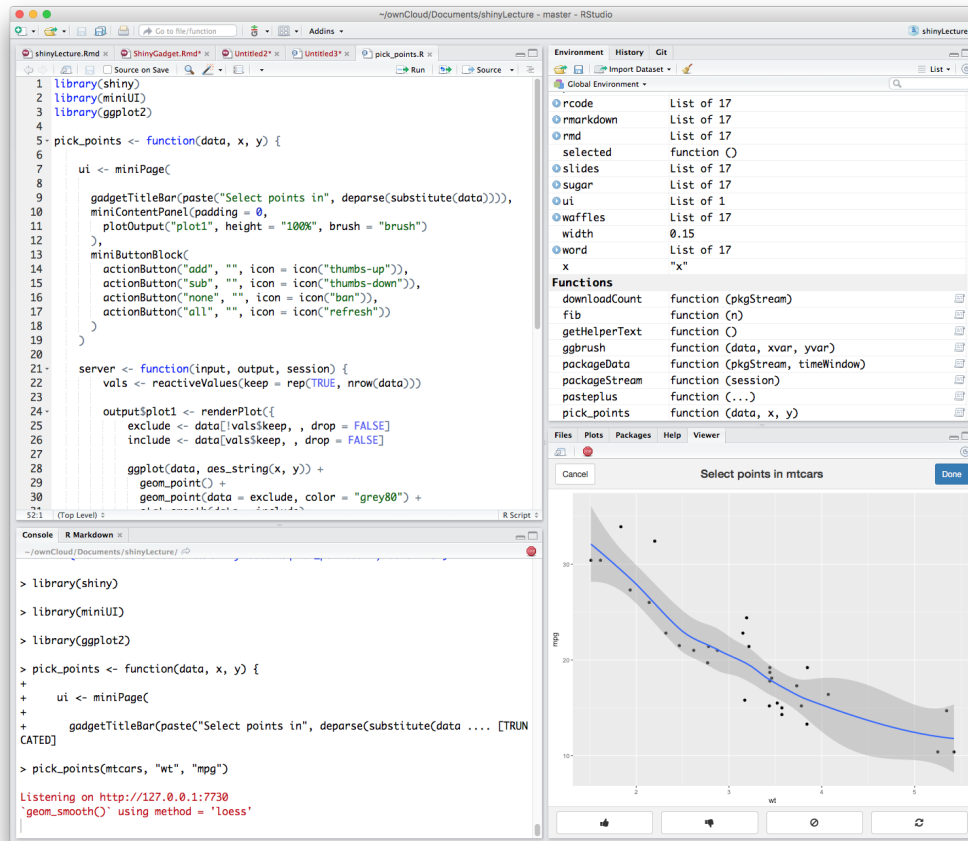 ~/ownCloud/Documents/shinyLecture - master - RStudio
Go to file/function Addins shinyLecture
shinyLecture.Rmd × ShinyGadget.Rmd* × Untitled2* × Untitled3* × pick_points.R ×
Source on Save Run Source
1 library(shiny)
2 library(miniUI)
3 library(ggplot2)
4
5 pick_points <- function(data, x, y) {
6
7 ui <- miniPage(
8
9 gadgetTitleBar(paste("Select points in", deparse(substitute(data)))),
10 miniContentPanel(padding = 0,
11 plotOutput("plot1", height = "100%", brush = "brush")
12 ),
13 miniButtonBlock(
14 actionButton("add", "", icon = icon("thumbs-up")),
15 actionButton("sub", "", icon = icon("thumbs-down")),
16 actionButton("none", "", icon = icon("ban")),
17 actionButton("all", "", icon = icon("refresh"))
18 )
19 )
20
21 server <- function(input, output, session) {
22 vals <- reactiveValues(keep = rep(TRUE, nrow(data)))
23
24 output$plot1 <- renderPlot({
25 exclude <- data[!vals$keep, , drop = FALSE]
26 include <- data[vals$keep, , drop = FALSE]
27
28 ggplot(data, aes_string(x, y)) +
29 geom_point() +
30 geom_point(data = exclude, color = "grey80") +
52:1 (Top Level) R Script
Console R Markdown ×
~/ownCloud/Documents/shinyLecture/
> library(shiny)
> library(miniUI)
> library(ggplot2)
> pick_points <- function(data, x, y) {
+
+ ui <- miniPage(
+
+ gadgetTitleBar(paste("Select points in", deparse(substitute(data .... [TRUN
CATED]
> pick_points(mtcars, "wt", "mpg")
Listening on http://127.0.0.1:7730
`geom_smooth()` using method = 'loess'
Environment History Git
Import Dataset List
Global Environment
rcode List of 17
rmarkdown List of 17
rmd List of 17
selected function ()
slides List of 17
sugar List of 17
ui List of 1
waffles List of 17
width 0.15
word List of 17
x "x"
Functions
downloadCount function (pkgStream)
fib function (n)
getHelperText function ()
ggbrush function (data, xvar, yvar)
packageData function (pkgStream, timeWindow)
packageStream function (session)
pasteplus function (...)
pick_points function (data, x, y)
Files Plots Packages Help Viewer
Cancel Select points in mtcars Done
30
20
10
mpg
2 3 4 5
wt